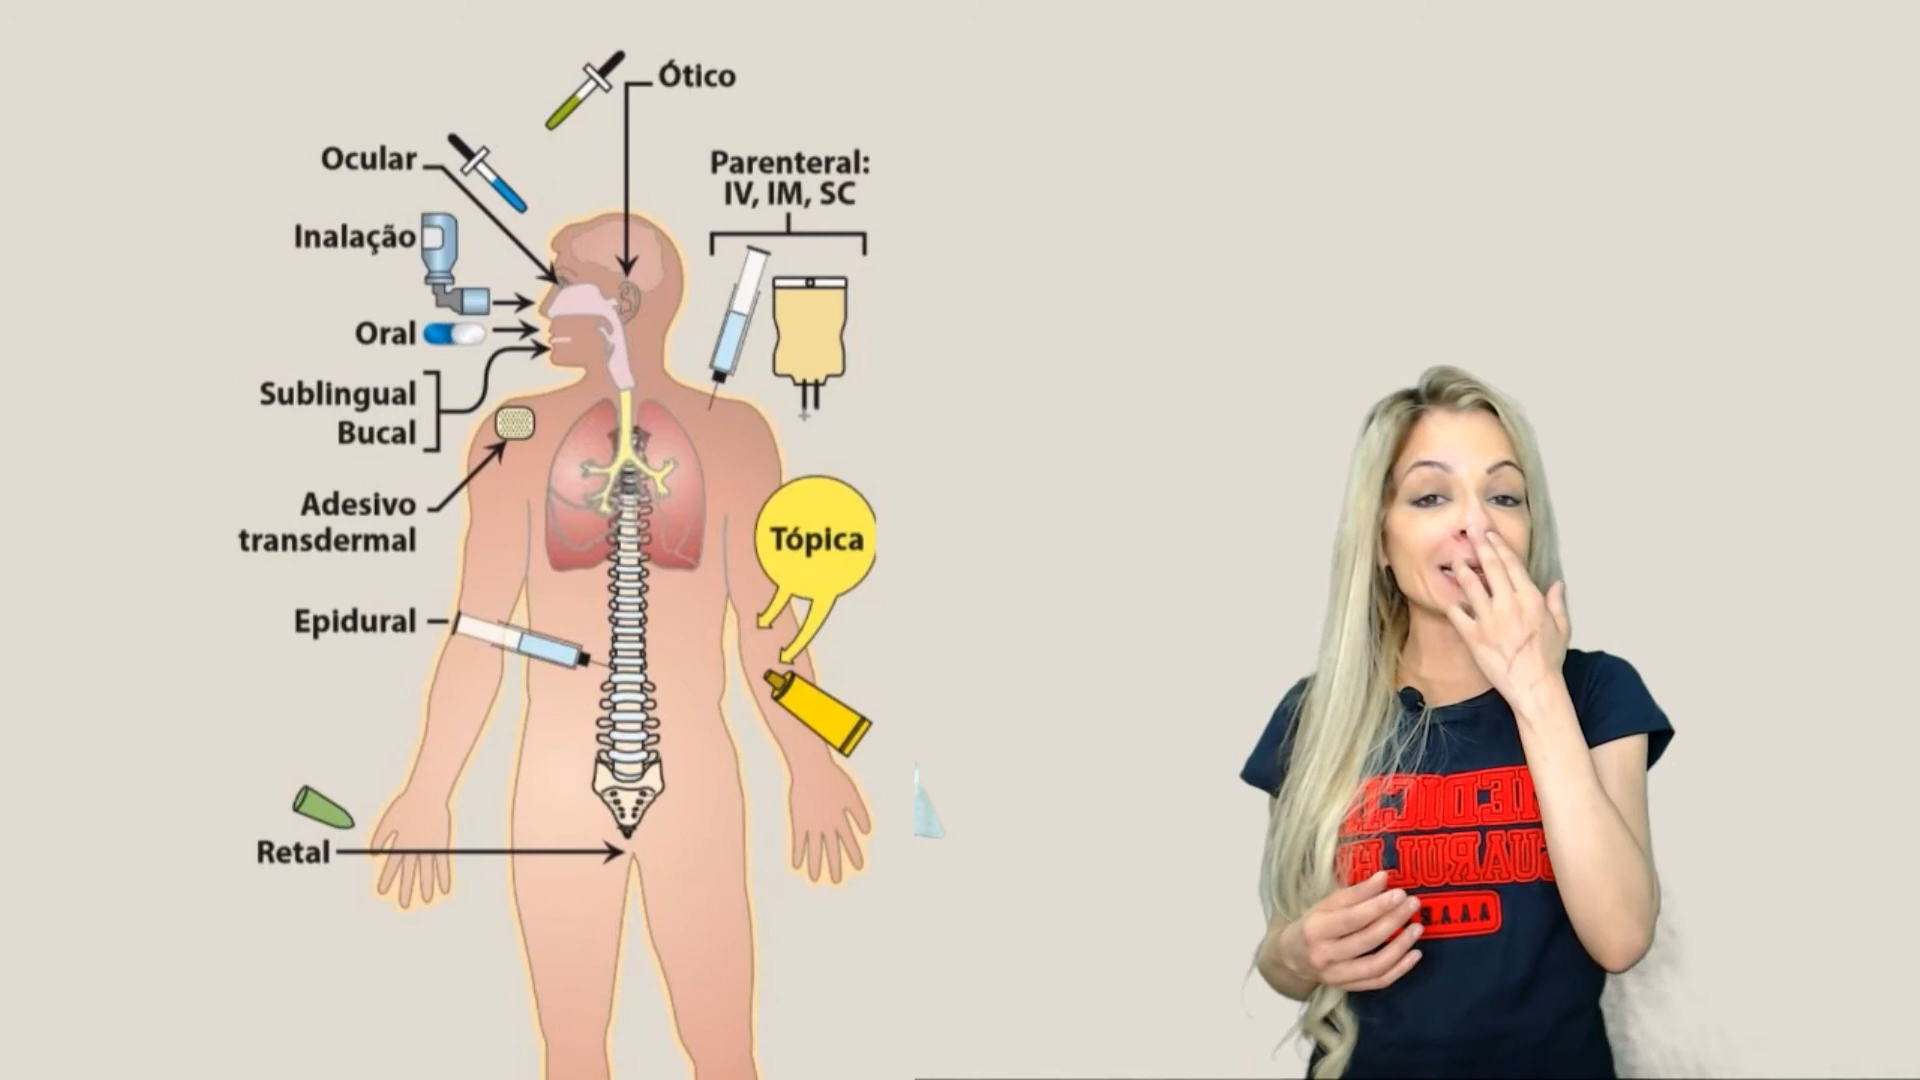 Ótico
Ocular
Parenteral:
IV, IM, SC
Inalação
Oral
Sublingual
Bucal
Adesivo
transdermal
Tópica
Epidural
Retal